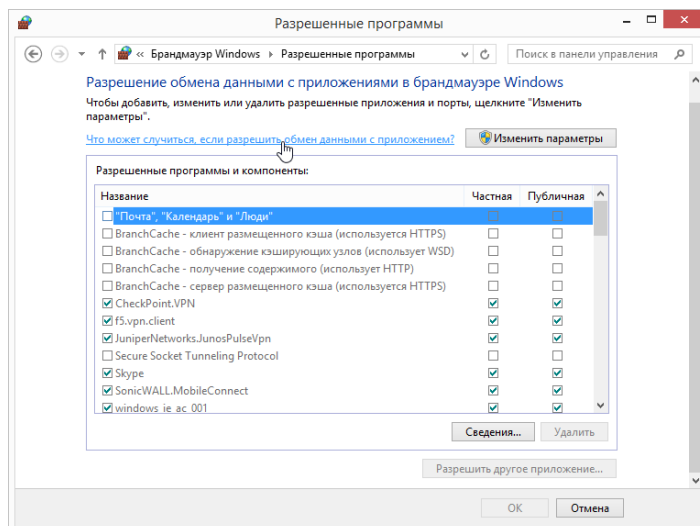 Разрешенные программы
« Брандмауэр Windows › Разрешенные программы
Поиск в панели управления
Разрешение обмена данными с приложениями в брандмауэре Windows
Чтобы добавить, изменить или удалить разрешенные приложения и порты, щелкните "Изменить
параметры".
Что может случиться, если разрешить обмен данными с приложением?
Изменить параметры
Разрешенные программы и компоненты:
Название Частная Публичная
"Почта", "Календарь" и "Люди"
BranchCache - клиент размещенного кэша (используется HTTPS)
BranchCache - обнаружение кэширующих узлов (использует WSD)
BranchCache - получение содержимого (использует HTTP)
BranchCache - сервер размещенного кэша (используется HTTPS)
CheckPoint.VPN
f5.vpn.client
JuniperNetworks.JunosPulseVpn
Secure Socket Tunneling Protocol
Skype
SonicWALL.MobileConnect
windows_ie_ac_001
Сведения... Удалить
Разрешить другое приложение...
ОК Отмена